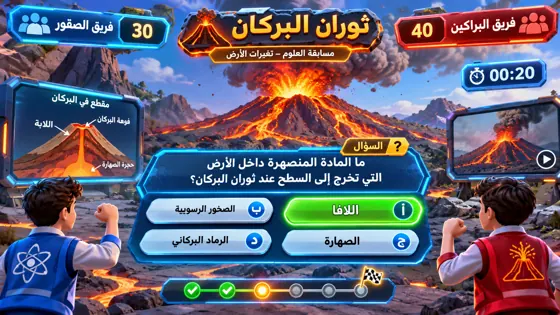 فريق البراكين
40
ثوران البركان
مسابقة العلوم – تغيرات الأرض
30
فريق الصقور
00:20
مقطع في البركان
فوهة البركان
اللابة
حجرة الصهارة
السؤال ?
ما المادة المنصهرة داخل الأرض
التي تخرج إلى السطح عند ثوران البركان؟
أ اللافا
ب الصخور الرسوبية
ج الصهارة
د الرماد البركاني